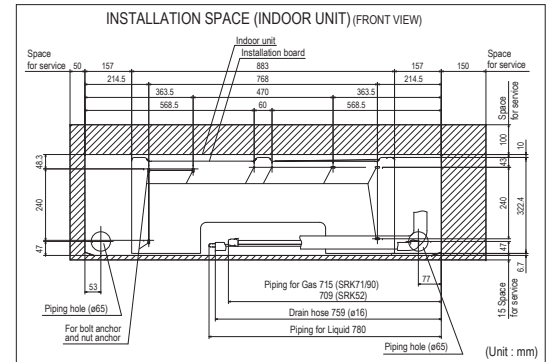 INSTALLATION SPACE (INDOOR UNIT) (FRONT VIEW)
Indoor unit
Installation board
Space
for service
50
157
883
157
150
Space
for service
214.5
768
214.5
363.5
470
363.5
568.5
60
568.5
Space
for service
100
10
48.3
43
240
240
322.4
47
47
6.7
53
77
15 Space
for service
Piping hole (ø65)
For bolt anchor
and nut anchor
Piping for Gas 715 (SRK71/90)
709 (SRK52)
Drain hose 759 (ø16)
Piping for Liquid 780
Piping hole (ø65)
(Unit : mm)